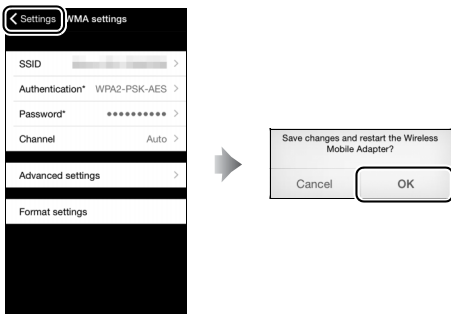 Settings WMA settings
SSID
Authentication* WPA2-PSK-AES
Password* ●●●●●●●●●●
Channel Auto
Advanced settings
Format settings
Save changes and restart the Wireless
Mobile Adapter?
Cancel OK